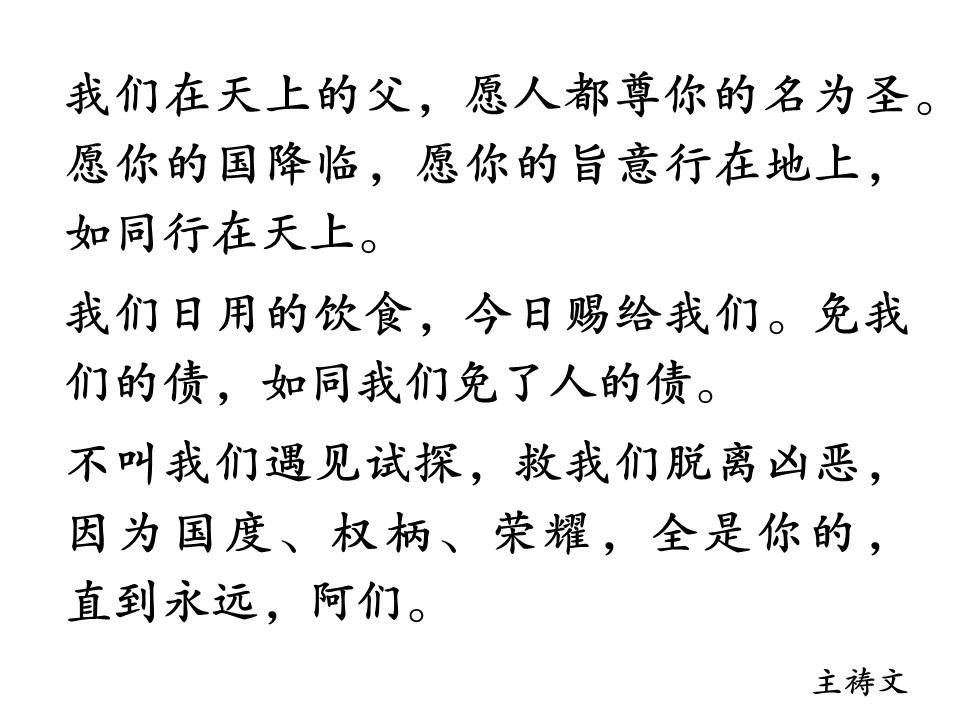 我们在天上的父，愿人都尊你的名为圣。
愿你的国降临，愿你的旨意行在地上，
如同行在天上。
我们日用的饮食，今日赐给我们。免我
们的债，如同我们免了人的债。
不叫我们遇见试探，救我们脱离凶恶，
因为国度、权柄、荣耀，全是你的，
直到永远，阿们。
主祷文